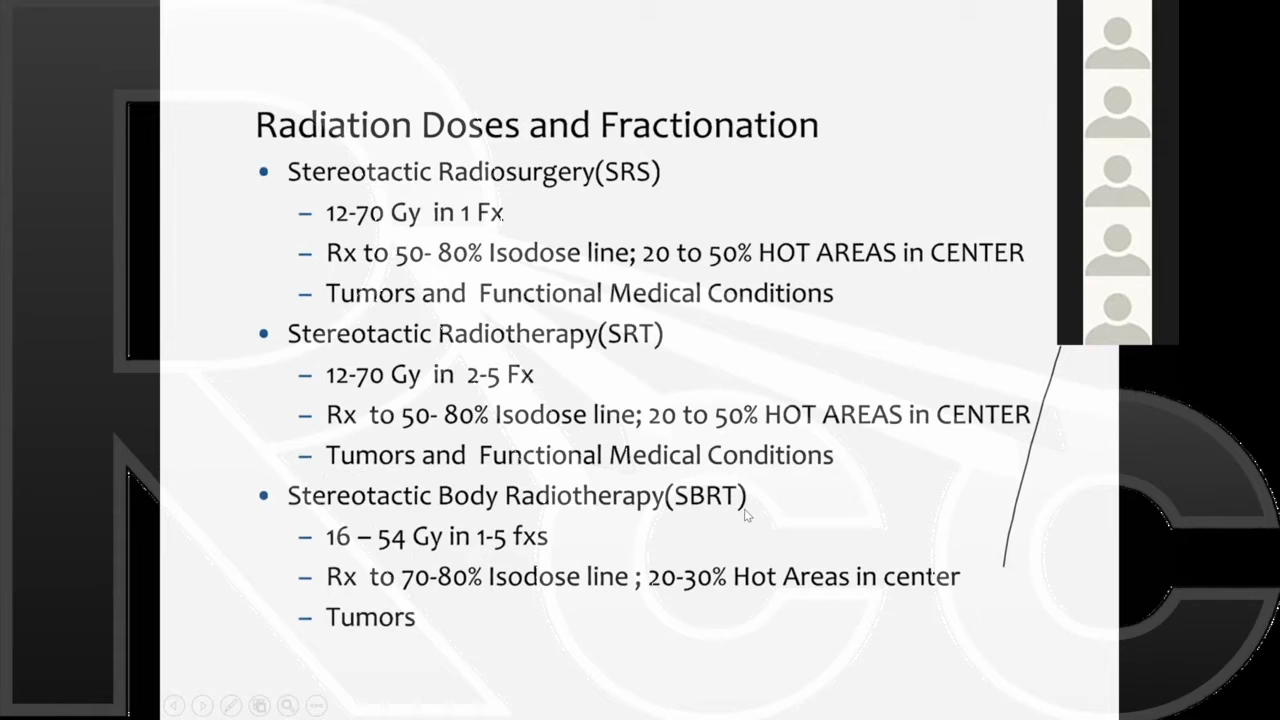 Radiation Doses and Fractionation
• Stereotactic Radiosurgery(SRS)
– 12-70 Gy in 1 Fx
– Rx to 50- 80% Isodose line; 20 to 50% HOT AREAS in CENTER
– Tumors and Functional Medical Conditions
• Stereotactic Radiotherapy(SRT)
– 12-70 Gy in 2-5 Fx
– Rx to 50- 80% Isodose line; 20 to 50% HOT AREAS in CENTER
– Tumors and Functional Medical Conditions
• Stereotactic Body Radiotherapy(SBRT)
– 16 – 54 Gy in 1-5 fxs
– Rx to 70-80% Isodose line ; 20-30% Hot Areas in center
– Tumors
RCC